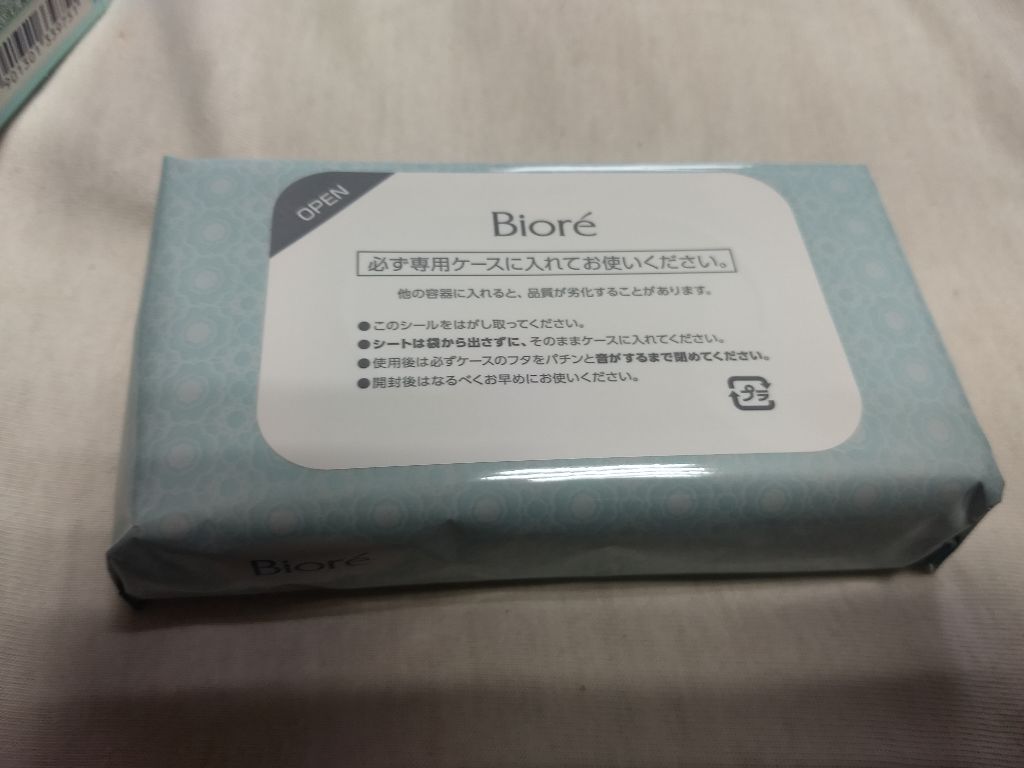 OPEN
Bioré
必ず専用ケースに入れてお使いください。
他の容器に入れると、品質が劣化することがあります。
●このシールをはがし取ってください。
●シートは袋から出さずに、そのままケースに入れてください。
●使用後は必ずケースのフタをパチンと音がするまで閉めてください。
●開封後はなるべくお早めにお使いください。
プラ
Bioré